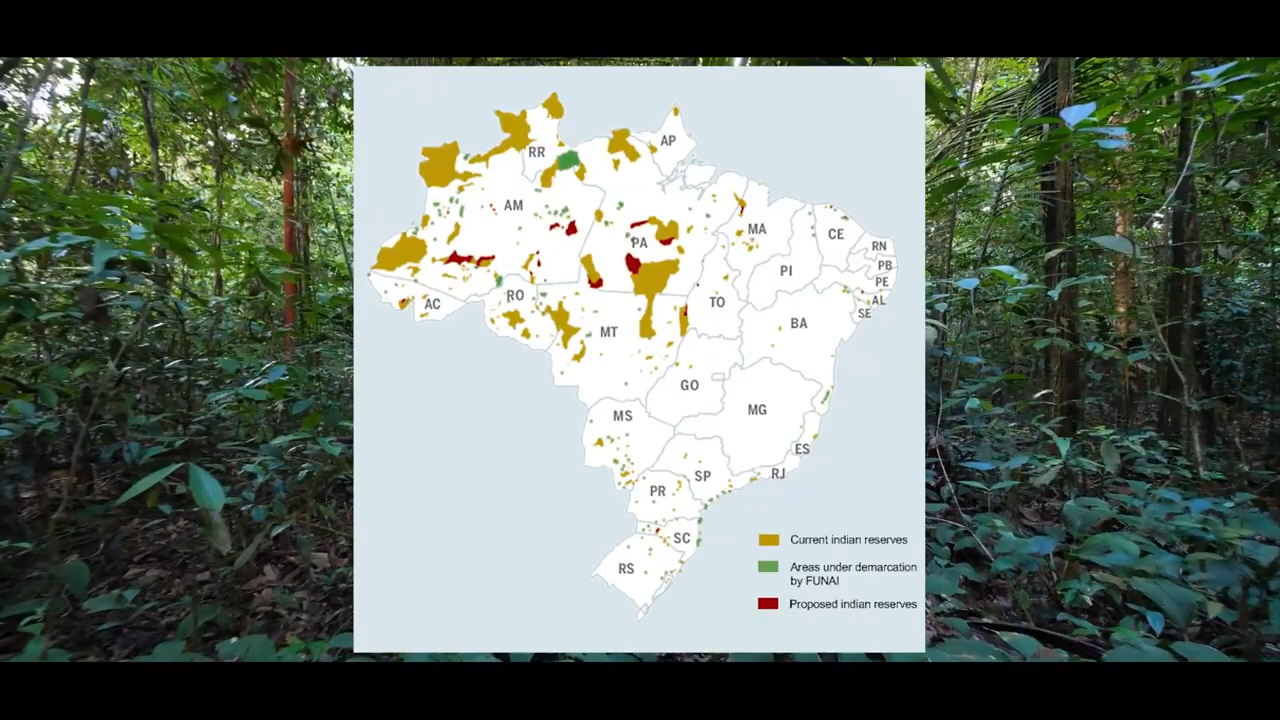 AP
RR
AM
MA
CE
PA
RN
PB
PI
PE
RO
AC
TO
AL
SE
BA
MT
GO
MG
MS
ES
SP
RJ
PR
SC
RS
Current indian reserves
Areas under demarcation
by FUNAI
Proposed indian reserves